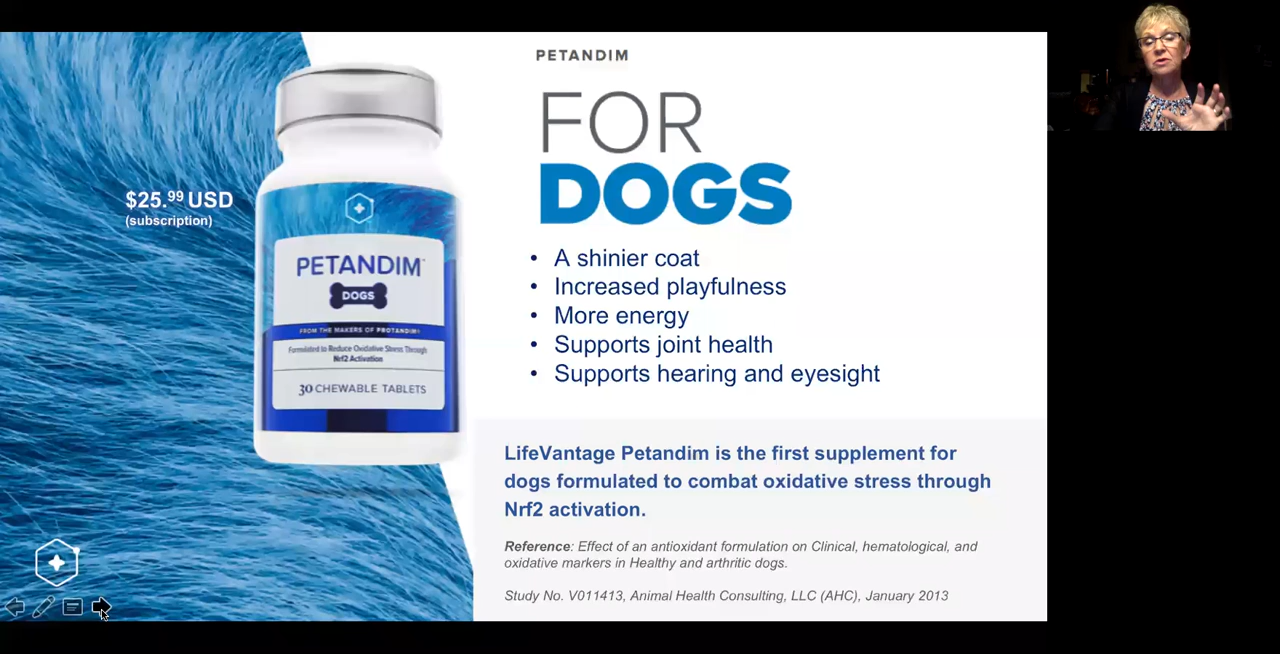 PETANDIM
FOR
DOGS
$25.99 USD
(subscription)
PETANDIM™
DOGS
FROM THE MAKERS OF PROTANDIM®
Formulated to Reduce Oxidative Stress Through
Nrf2 Activation
30 CHEWABLE TABLETS
• A shinier coat
• Increased playfulness
• More energy
• Supports joint health
• Supports hearing and eyesight
LifeVantage Petandim is the first supplement for
dogs formulated to combat oxidative stress through
Nrf2 activation.
Reference: Effect of an antioxidant formulation on Clinical, hematological, and
oxidative markers in Healthy and arthritic dogs.
Study No. V011413, Animal Health Consulting, LLC (AHC), January 2013